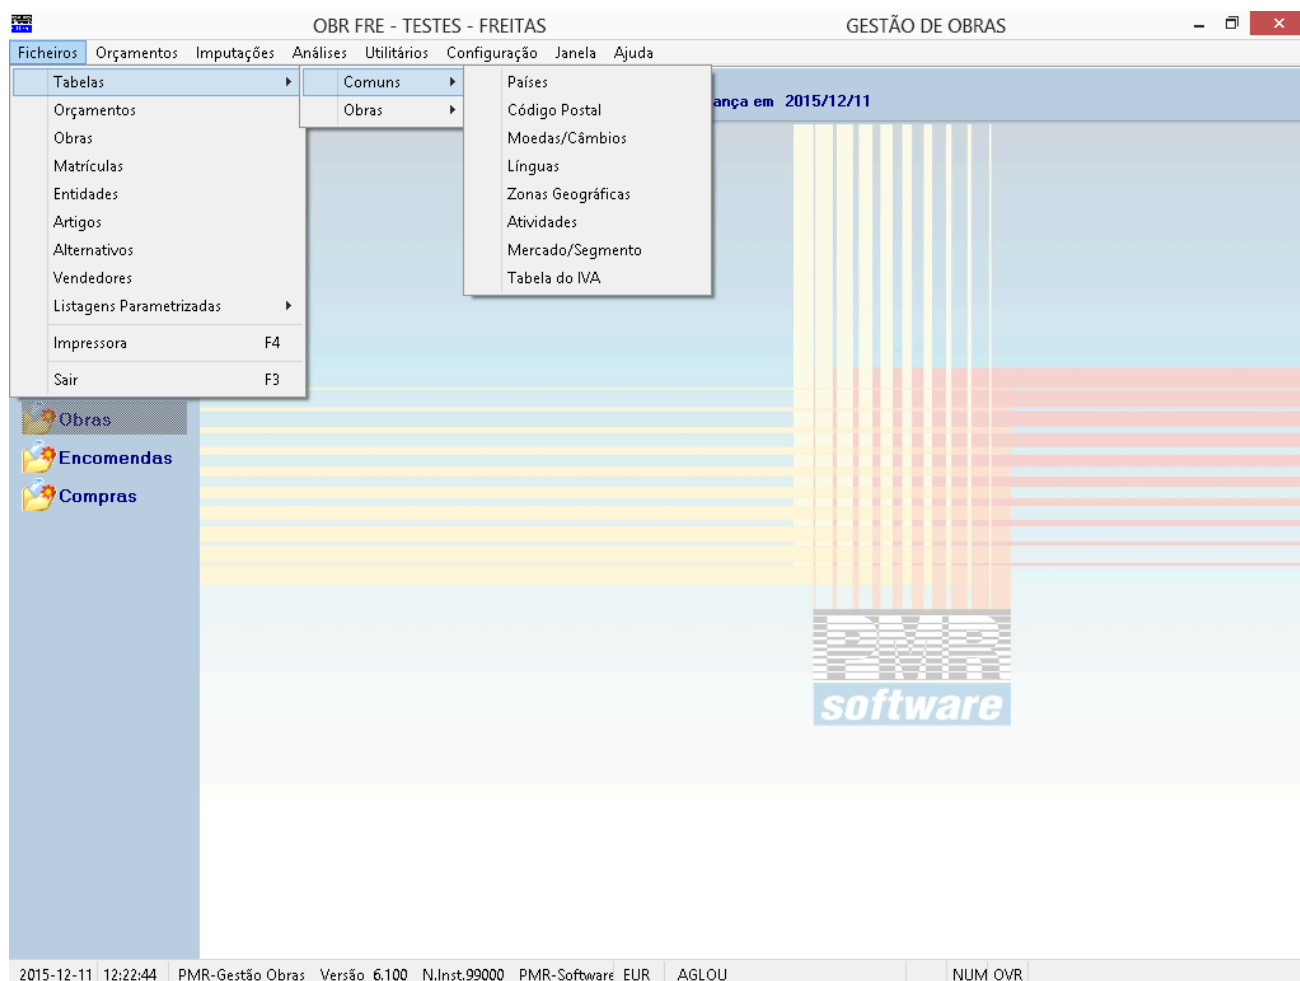 OBR FRE - TESTES - FREITAS GESTÃO DE OBRAS
Ficheiros Orçamentos Imputações Análises Utilitários Configuração Janela Ajuda
Tabelas
Orçamentos
Obras
Matrículas
Entidades
Artigos
Alternativos
Vendedores
Listagens Parametrizadas
Impressora F4
Sair F3
Comuns
Obras
Países
Código Postal
Moedas/Câmbios
Línguas
Zonas Geográficas
Atividades
Mercado/Segmento
Tabela do IVA
ança em 2015/12/11
Obras
Encomendas
Compras
PMR
software
2015-12-11 12:22:44 PMR-Gestão Obras Versão 6.100 N.Inst.99000 PMR-Software EUR AGLOU NUM OVR